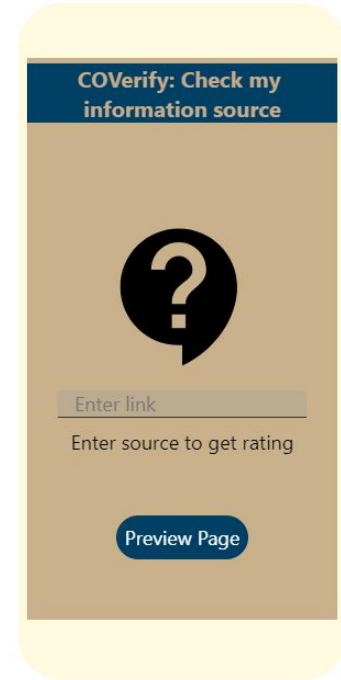 COVerify: Check my
information source
?
Enter link
Enter source to get rating
Preview Page